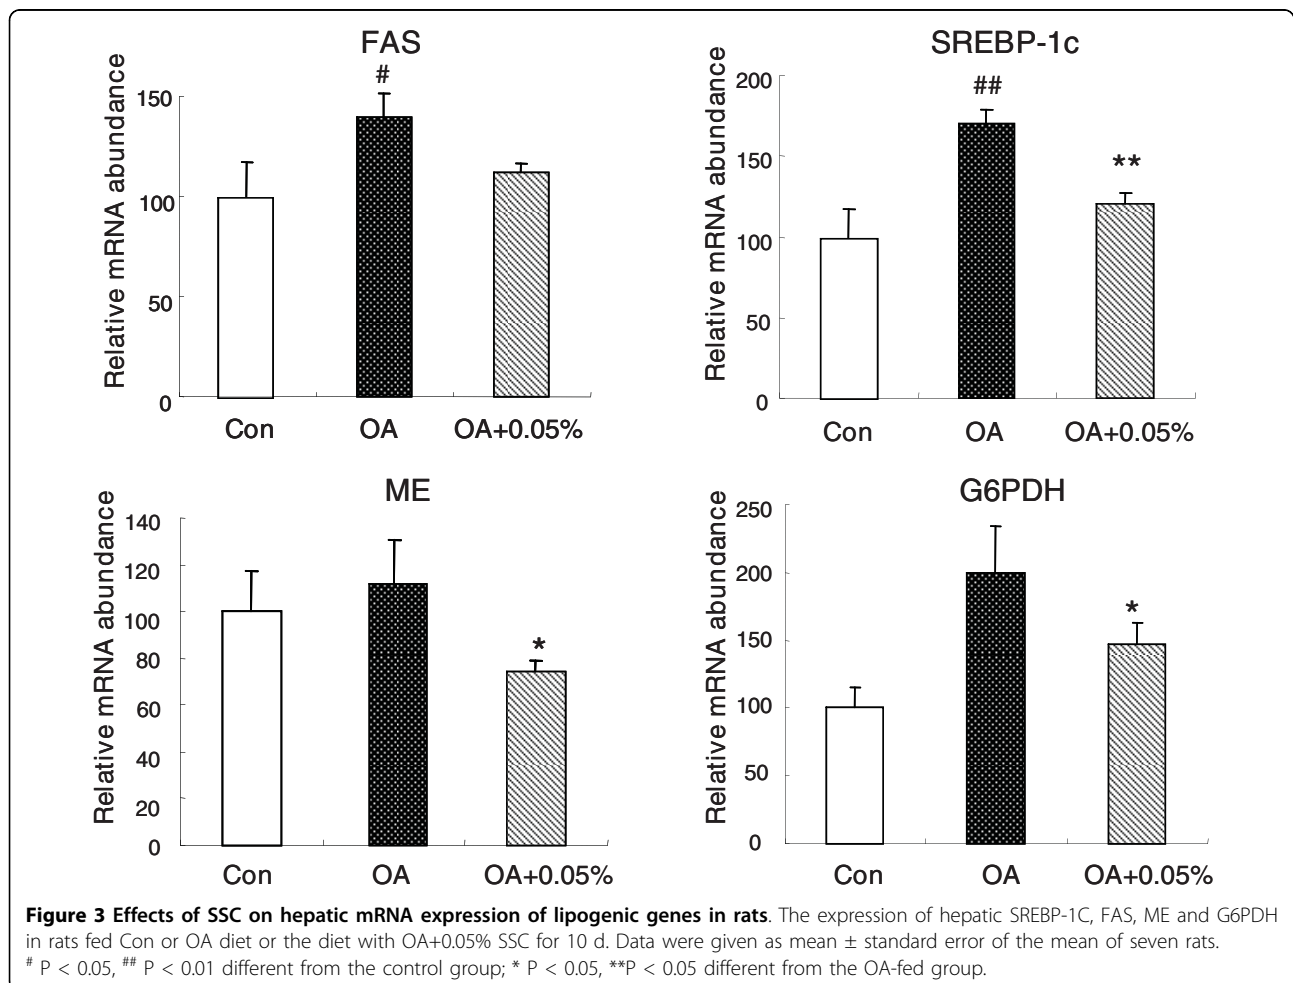 FAS
#
Relative mRNA abundance
150
100
50
0
Con OA OA+0.05%
SREBP-1c
##
**
Relative mRNA abundance
200
150
100
50
0
Con OA OA+0.05%
ME
*
Relative mRNA abundance
140
120
100
80
60
40
20
0
Con OA OA+0.05%
G6PDH
*
Relative mRNA abundance
250
200
150
100
50
0
Con OA OA+0.05%
Figure 3 Effects of SSC on hepatic mRNA expression of lipogenic genes in rats. The expression of hepatic SREBP-1C, FAS, ME and G6PDH
in rats fed Con or OA diet or the diet with OA+0.05% SSC for 10 d. Data were given as mean ± standard error of the mean of seven rats.
# P < 0.05, ## P < 0.01 different from the control group; * P < 0.05, **P < 0.05 different from the OA-fed group.